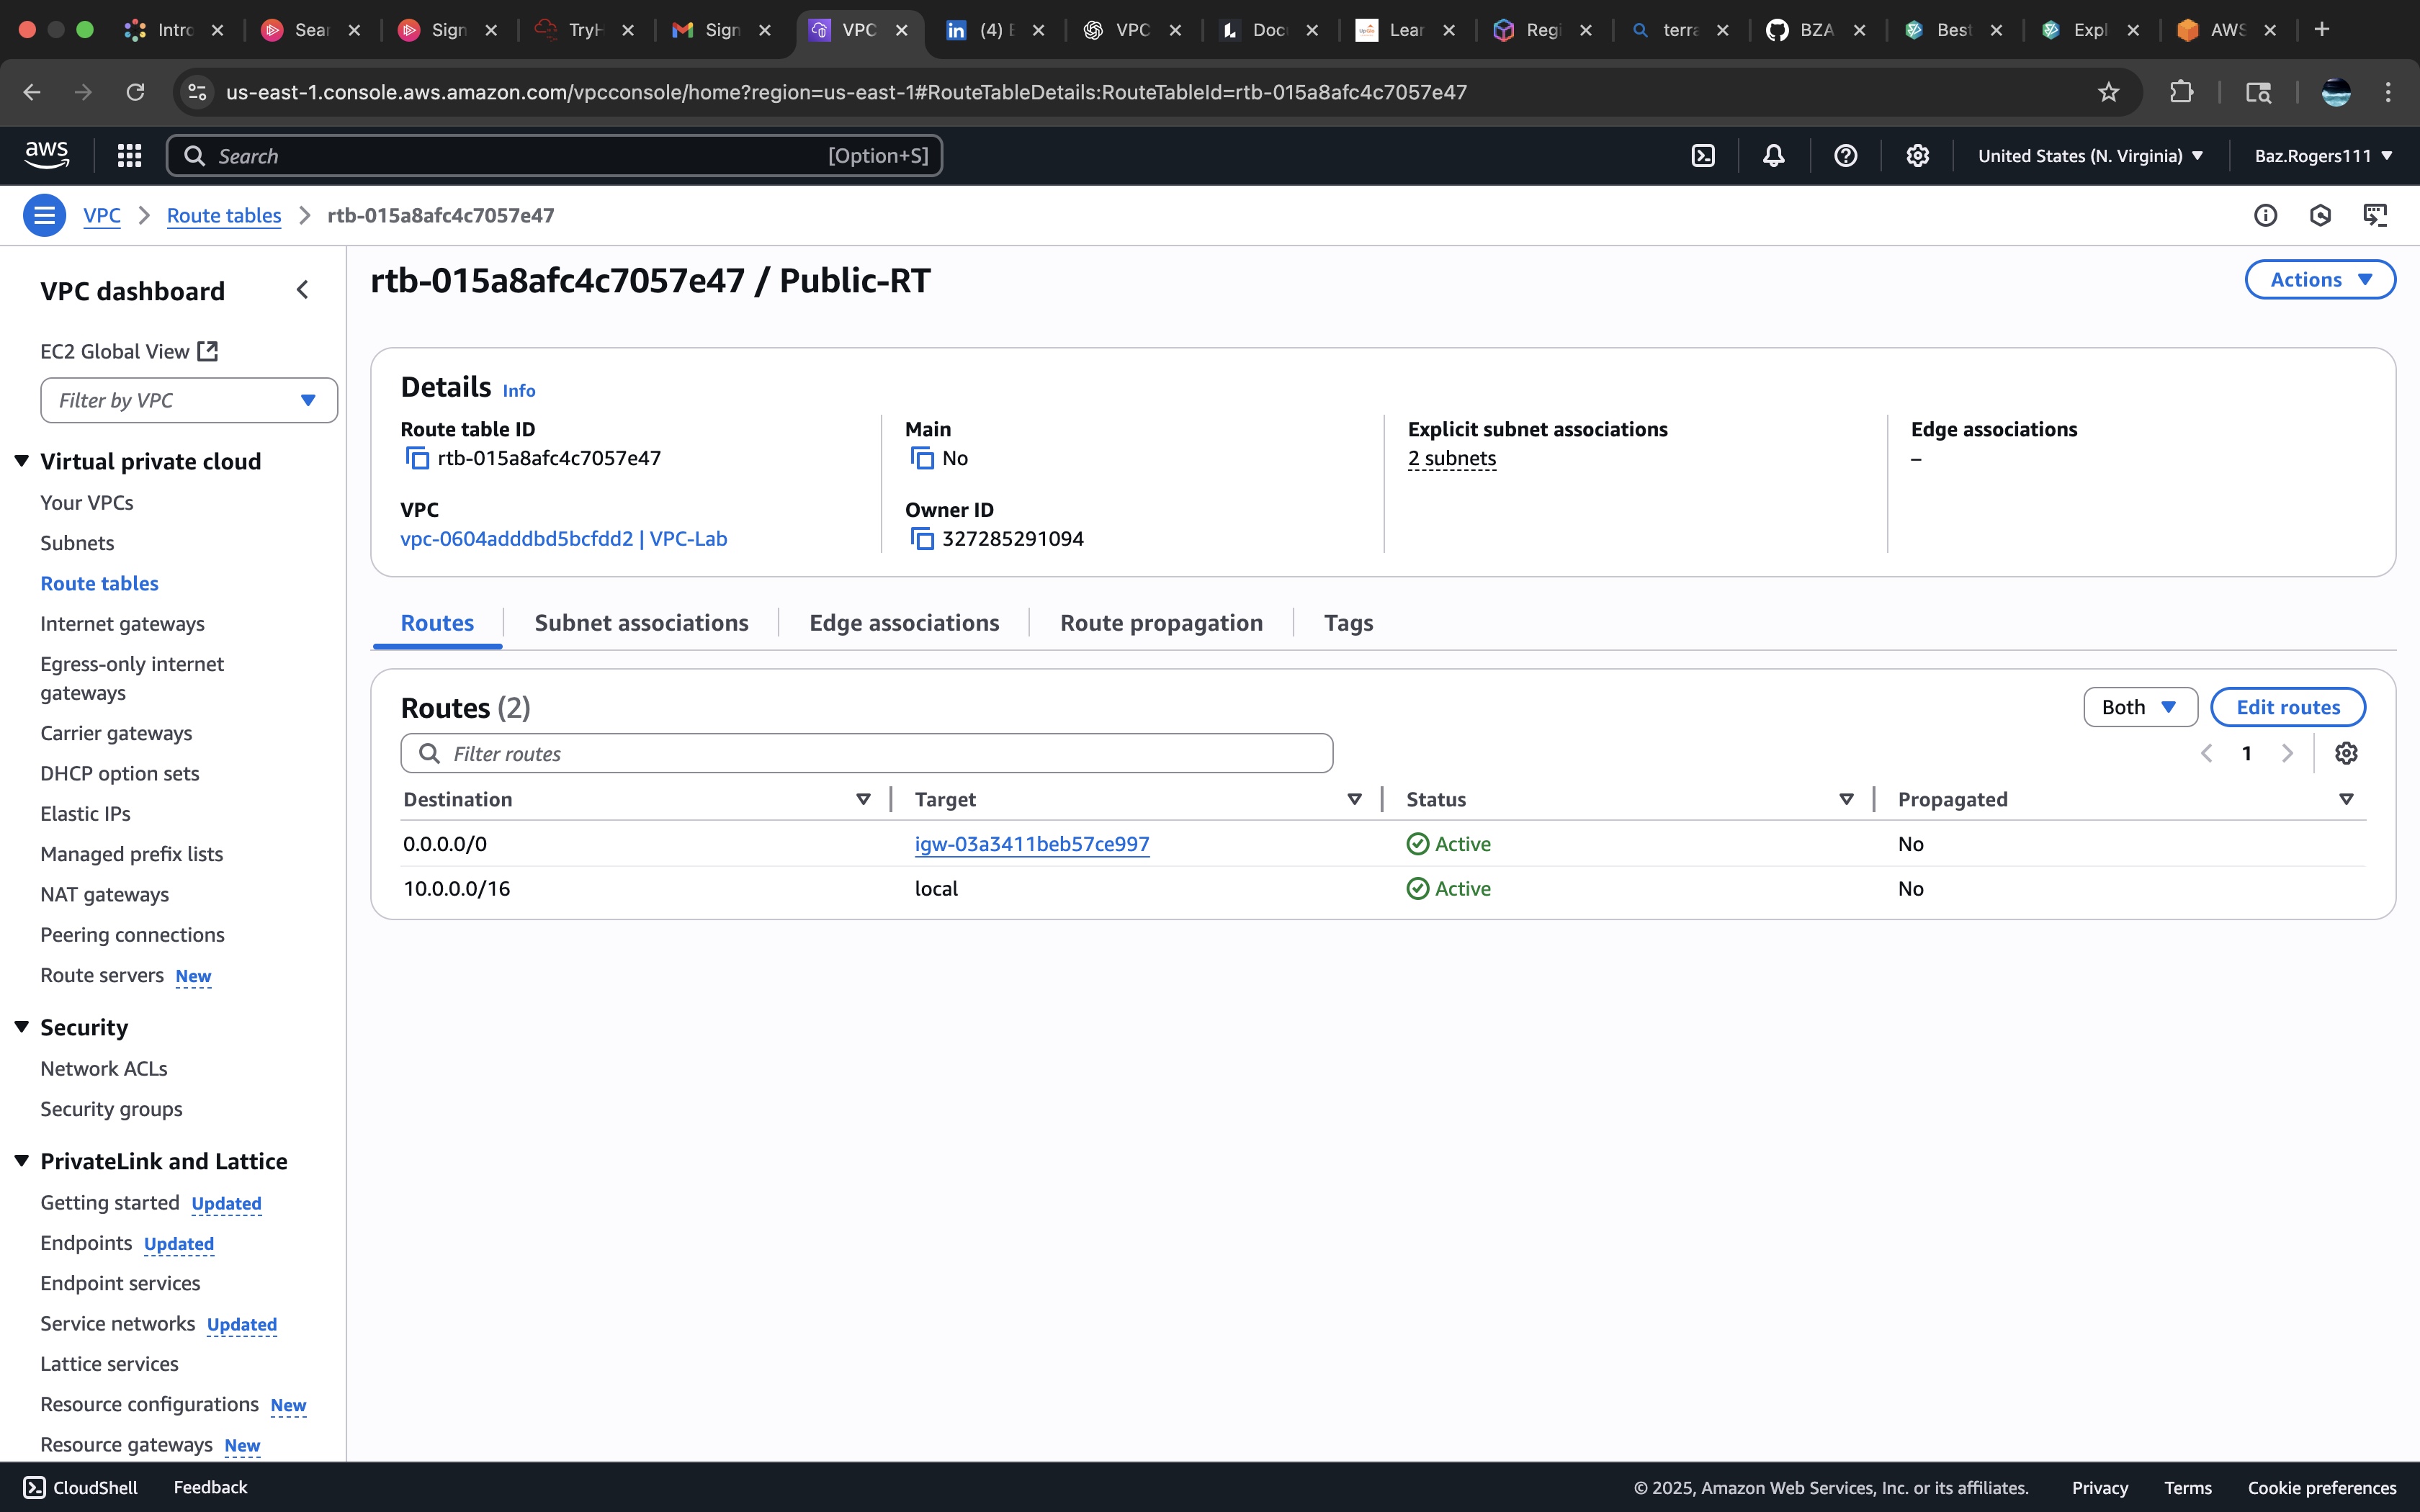 Intro
Sear
Sign
TryH
Sign
VPC
(4)
VPC
Doc
Lear
Regi
terra
BZA
Best
Expl
AWS
us-east-1.console.aws.amazon.com/vpcconsole/home?region=us-east-1#RouteTableDetails:RouteTableId=rtb-015a8afc4c7057e47
aws
Search [Option+S]
United States (N. Virginia)
Baz.Rogers111
VPC > Route tables > rtb-015a8afc4c7057e47
VPC dashboard
EC2 Global View
Filter by VPC
Virtual private cloud
Your VPCs
Subnets
Route tables
Internet gateways
Egress-only internet
gateways
Carrier gateways
DHCP option sets
Elastic IPs
Managed prefix lists
NAT gateways
Peering connections
Route servers New
Security
Network ACLs
Security groups
PrivateLink and Lattice
Getting started Updated
Endpoints Updated
Endpoint services
Service networks Updated
Lattice services
Resource configurations New
Resource gateways New
rtb-015a8afc4c7057e47 / Public-RT
Actions
Details Info
Route table ID
rtb-015a8afc4c7057e47
Main
No
Explicit subnet associations
2 subnets
Edge associations
–
VPC
vpc-0604adddbd5bcfdd2 | VPC-Lab
Owner ID
327285291094
Routes
Subnet associations
Edge associations
Route propagation
Tags
Routes (2)
Both
Edit routes
Filter routes
1
Destination Target Status Propagated
0.0.0.0/0 igw-03a3411beb57ce997 Active No
10.0.0.0/16 local Active No
CloudShell
Feedback
© 2025, Amazon Web Services, Inc. or its affiliates.
Privacy
Terms
Cookie preferences